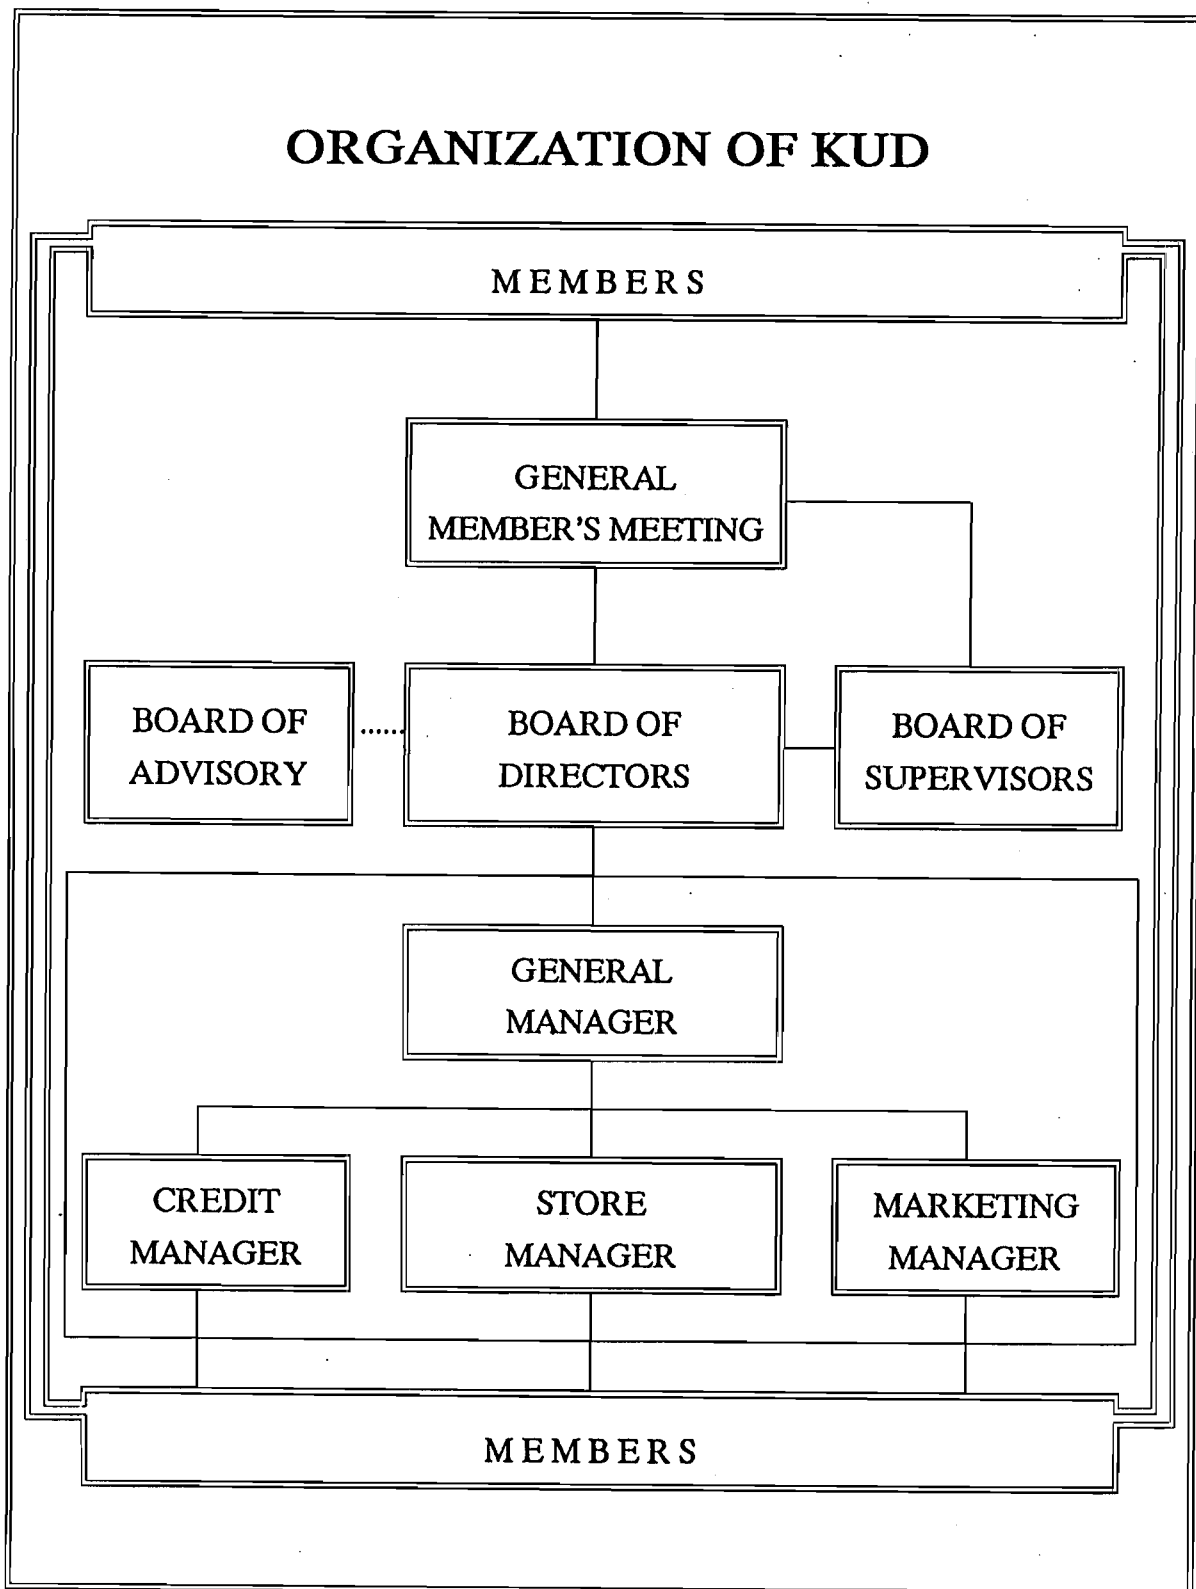 ORGANIZATION OF KUD
MEMBERS
GENERAL
MEMBER'S MEETING
BOARD OF
ADVISORY
BOARD OF
DIRECTORS
BOARD OF
SUPERVISORS
GENERAL
MANAGER
CREDIT
MANAGER
STORE
MANAGER
MARKETING
MANAGER
MEMBERS